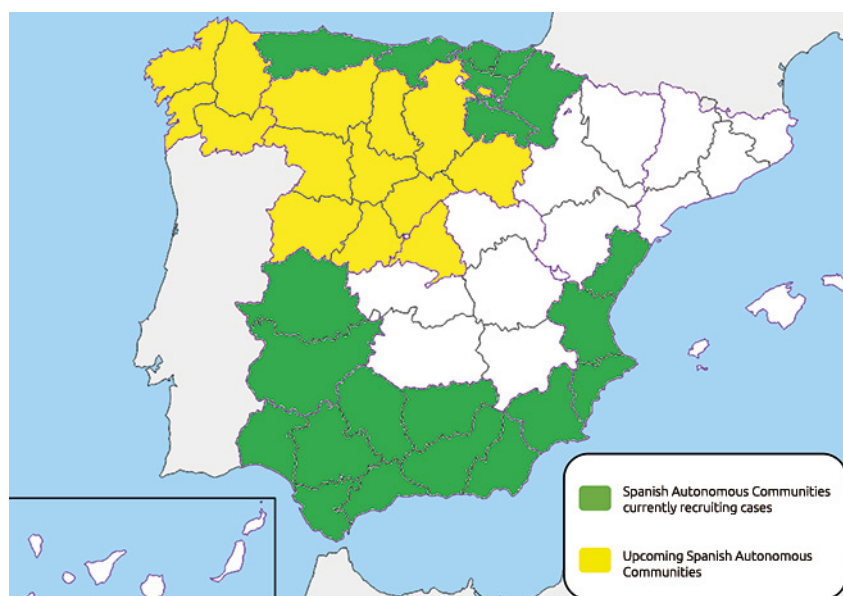 Spanish Autonomous Communities
currently recruiting cases
Upcoming Spanish Autonomous
Communities